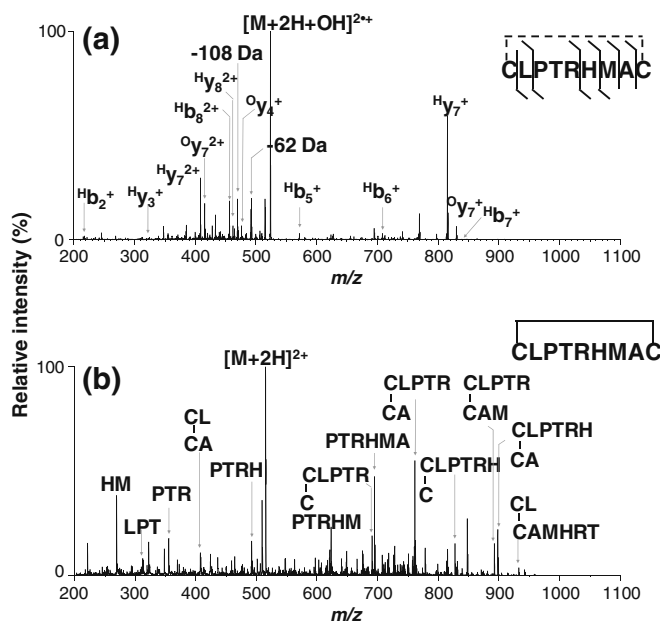 Relative intensity (%)
(a)
100
0
[M+2H+OH]²•⁺
-108 Da
ᴴy₈²⁺
ᴴb₈²⁺
ᴼy₄⁺
ᴼy₇²⁺
-62 Da
ᴴy₇²⁺
ᴴb₂⁺
ᴴy₃⁺
ᴴb₅⁺
ᴴb₆⁺
ᴴy₇⁺
ᴼy₇⁺
ᴴb₇⁺
CLPTRHMAC
200 300 400 500 600 700 800 900 1000 1100
m/z
(b)
100
0
[M+2H]²⁺
CLPTRHMAC
HM
LPT
PTR
CL
CA
PTRH
CLPTR
C
PTRHM
PTRHMA
CLPTR
CA
CLPTRH
C
CLPTR
CAM
CLPTRH
CA
CL
CAMHRT
200 300 400 500 600 700 800 900 1000 1100
m/z